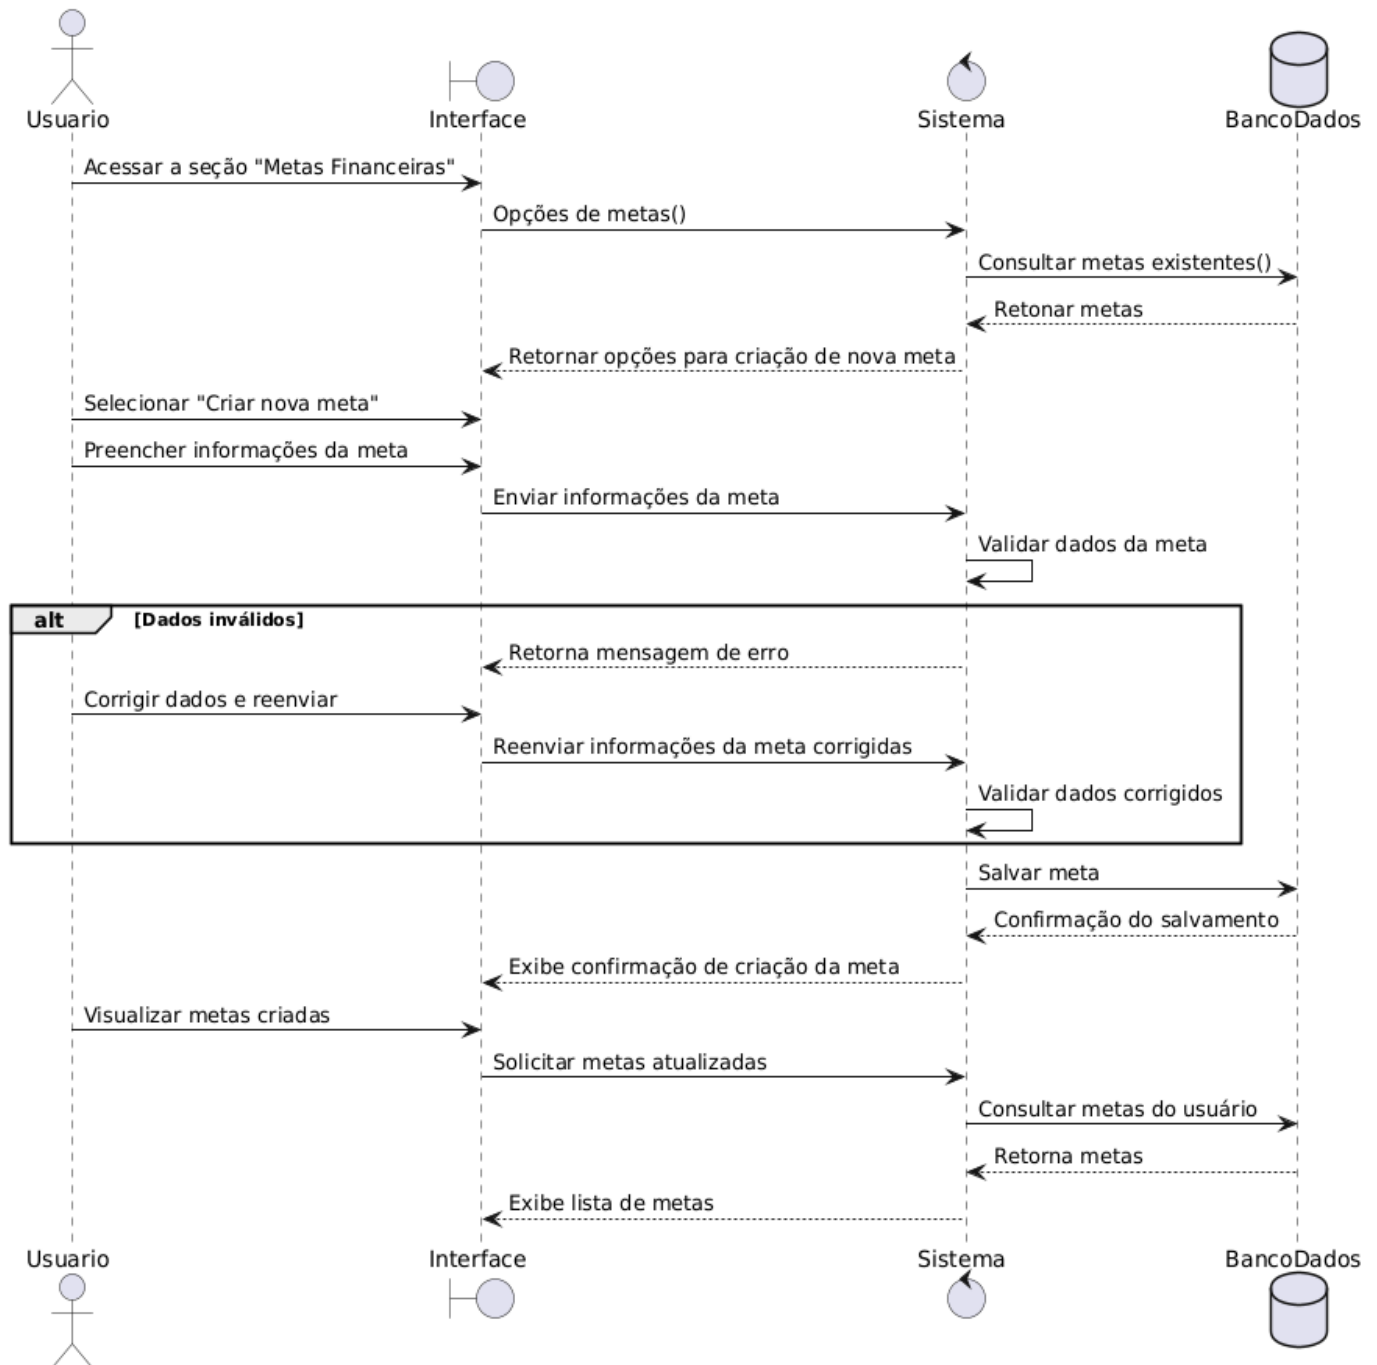 Usuario
Interface
Sistema
BancoDados
Acessar a seção "Metas Financeiras"
Opções de metas()
Consultar metas existentes()
Retonar metas
Retornar opções para criação de nova meta
Selecionar "Criar nova meta"
Preencher informações da meta
Enviar informações da meta
Validar dados da meta
alt [Dados inválidos]
Retorna mensagem de erro
Corrigir dados e reenviar
Reenviar informações da meta corrigidas
Validar dados corrigidos
Salvar meta
Confirmação do salvamento
Exibe confirmação de criação da meta
Visualizar metas criadas
Solicitar metas atualizadas
Consultar metas do usuário
Retorna metas
Exibe lista de metas
Usuario
Interface
Sistema
BancoDados